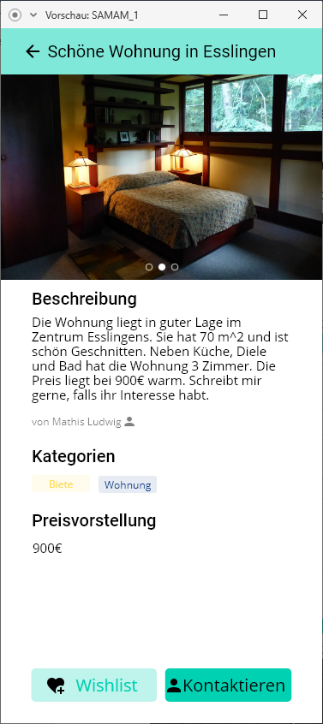 Vorschau: SAMAM_1
Schöne Wohnung in Esslingen
Beschreibung
Die Wohnung liegt in guter Lage im
Zentrum Esslingens. Sie hat 70 m^2 und ist
schön Geschnitten. Neben Küche, Diele
und Bad hat die Wohnung 3 Zimmer. Die
Preis liegt bei 900€ warm. Schreibt mir
gerne, falls ihr Interesse habt.
von Mathis Ludwig
Kategorien
Biete Wohnung
Preisvorstellung
900€
Wishlist Kontaktieren